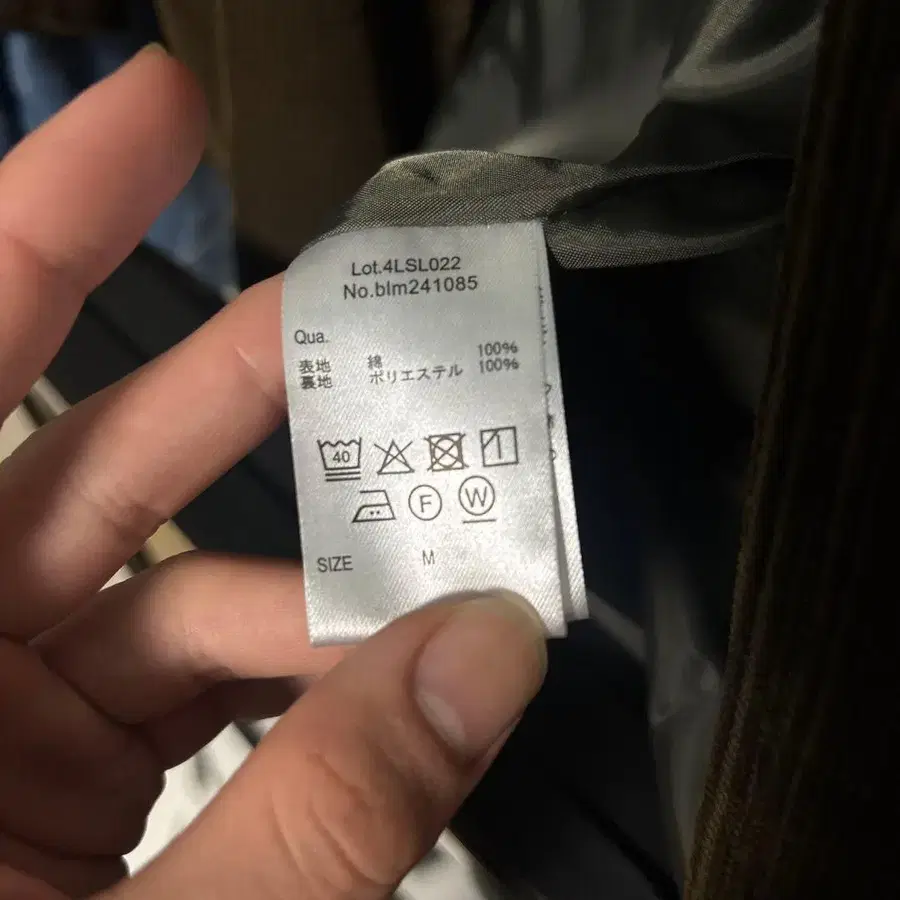 Lot.4LSL022
No.blm241085
Qua.
表地 綿 100%
裏地 ポリエステル 100%
40
F W
SIZE M